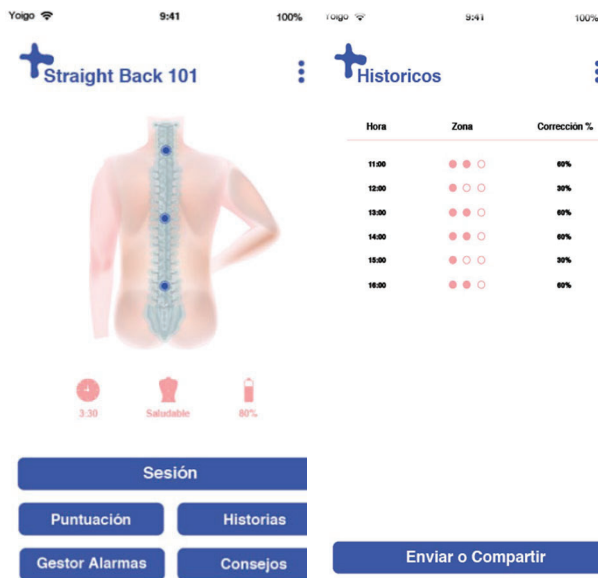 Yoigo 9:41 100%
Straight Back 101
3:30 Saludable 80%
Sesión
Puntuación Historias
Gestor Alarmas Consejos
Yoigo 9:41 100%
Historicos
Hora Zona Corrección %
11:00 60%
12:00 30%
13:00 60%
14:00 60%
15:00 30%
16:00 60%
Enviar o Compartir